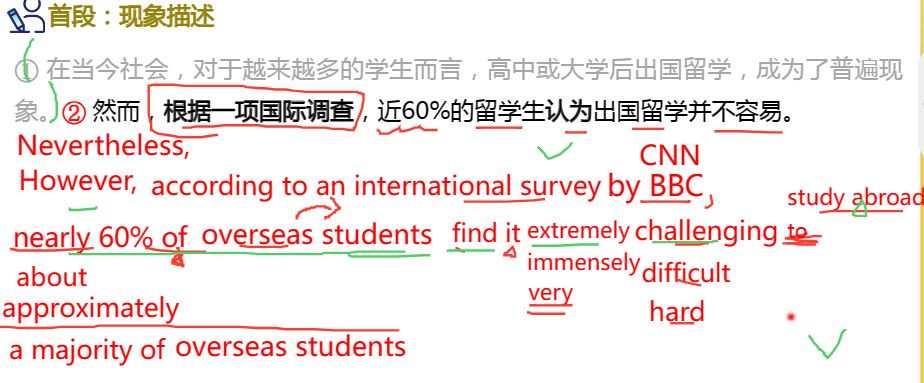 首段：现象描述
① 在当今社会，对于越来越多的学生而言，高中或大学后出国留学，成为了普遍现
象。② 然而，根据一项国际调查，近60%的留学生认为出国留学并不容易。
Nevertheless,
However, according to an international survey by BBC,
CNN
study abroad
nearly 60% of overseas students find it extremely challenging to
about
immensely difficult
approximately
very hard
a majority of overseas students